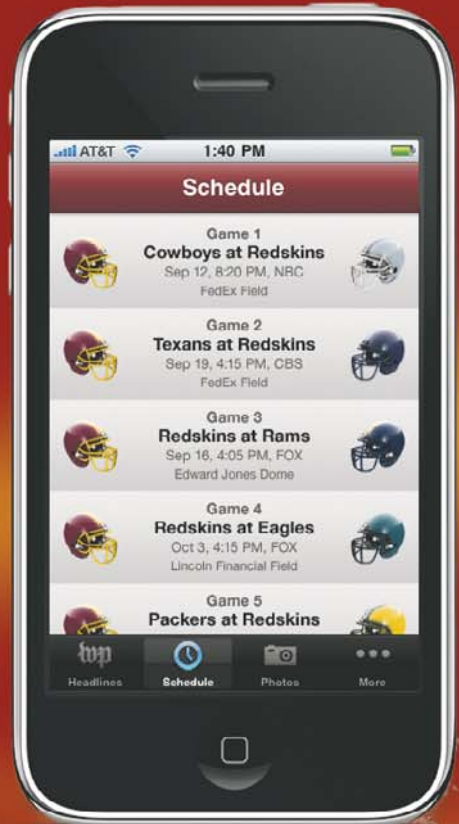 AT&T 1:40 PM
Schedule
Game 1
Cowboys at Redskins
Sep 12, 8:20 PM, NBC
FedEx Field
Game 2
Texans at Redskins
Sep 19, 4:15 PM, CBS
FedEx Field
Game 3
Redskins at Rams
Sep 16, 4:05 PM, FOX
Edward Jones Dome
Game 4
Redskins at Eagles
Oct 3, 4:15 PM, FOX
Lincoln Financial Field
Game 5
Packers at Redskins
wp
Headlines Schedule Photos More